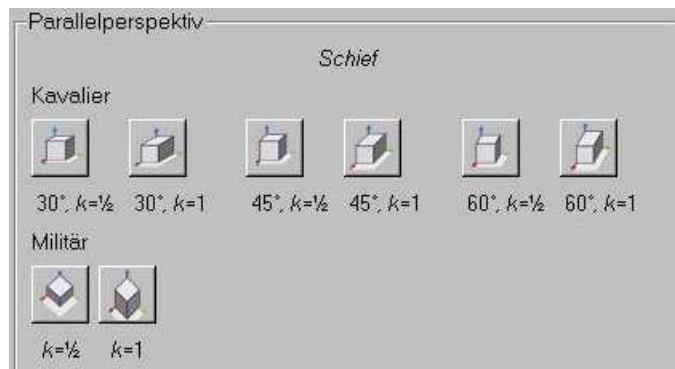 Parallelperspektiv
Schief
Kavalier
30°, k=½ 30°, k=1 45°, k=½ 45°, k=1 60°, k=½ 60°, k=1
Militär
k=½ k=1